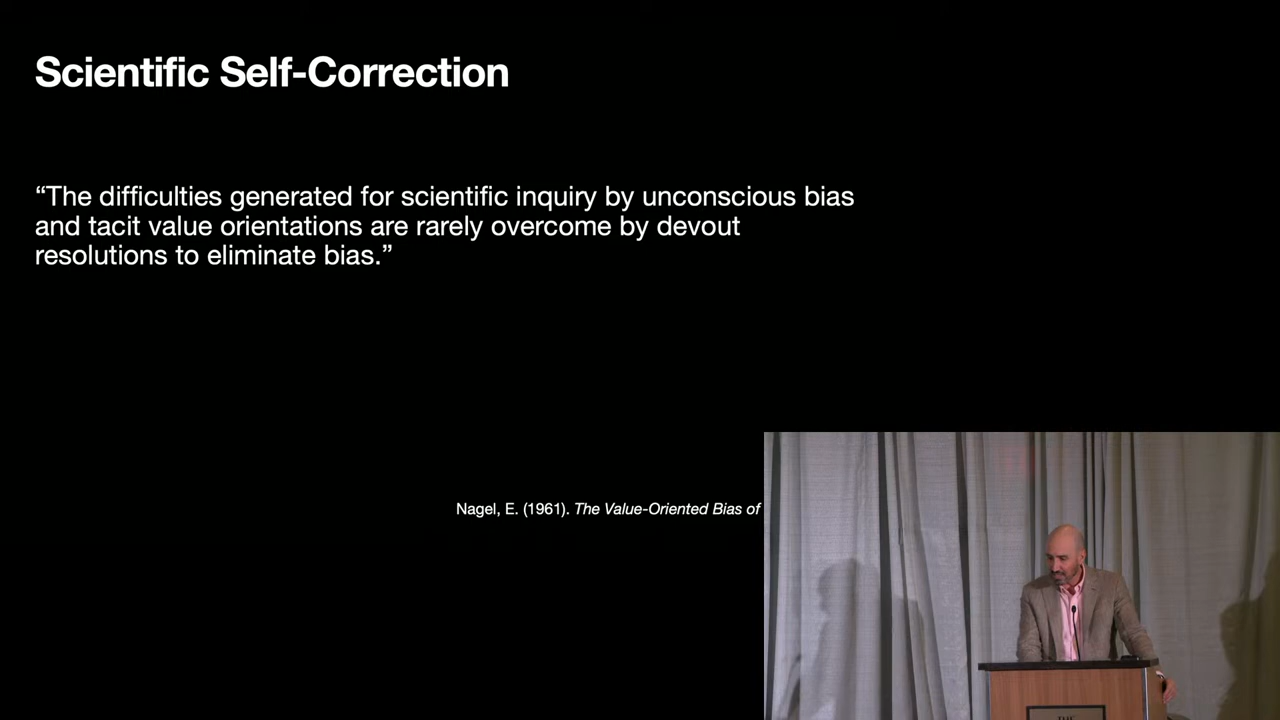 Scientific Self-Correction
“The difficulties generated for scientific inquiry by unconscious bias
and tacit value orientations are rarely overcome by devout
resolutions to eliminate bias.”
Nagel, E. (1961). The Value-Oriented Bias of
THE